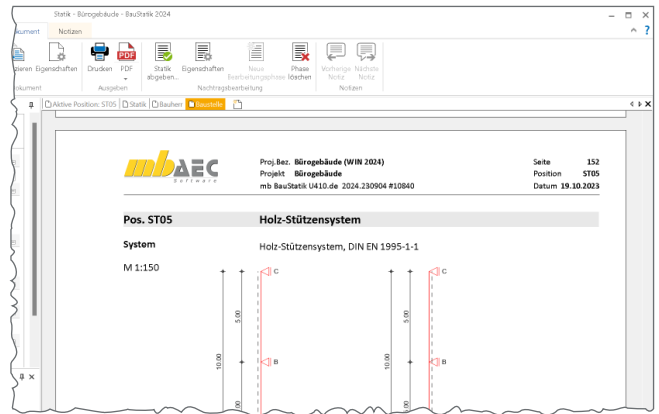 Statik - Bürogebäude - BauStatik 2024
Notizen
Eigenschaften
Drucken
PDF
Statik abgeben...
Eigenschaften
Neue Bearbeitungsphase
Phase löschen
Vorherige Notiz
Nächste Notiz
Ausgeben
Nachtragsbearbeitung
Notizen
Aktive Position: ST05
Statik
Bauherr
Baustelle
mbAEC
Software
Proj.Bez. Bürogebäude (WIN 2024)
Seite 152
Projekt Bürogebäude
Position ST05
mb BauStatik U410.de 2024.230904 #10840
Datum 19.10.2023
Pos. ST05 Holz-Stützensystem
System Holz-Stützensystem, DIN EN 1995-1-1
M 1:150
C
C
5.00
5.00
10.00
10.00
B
B